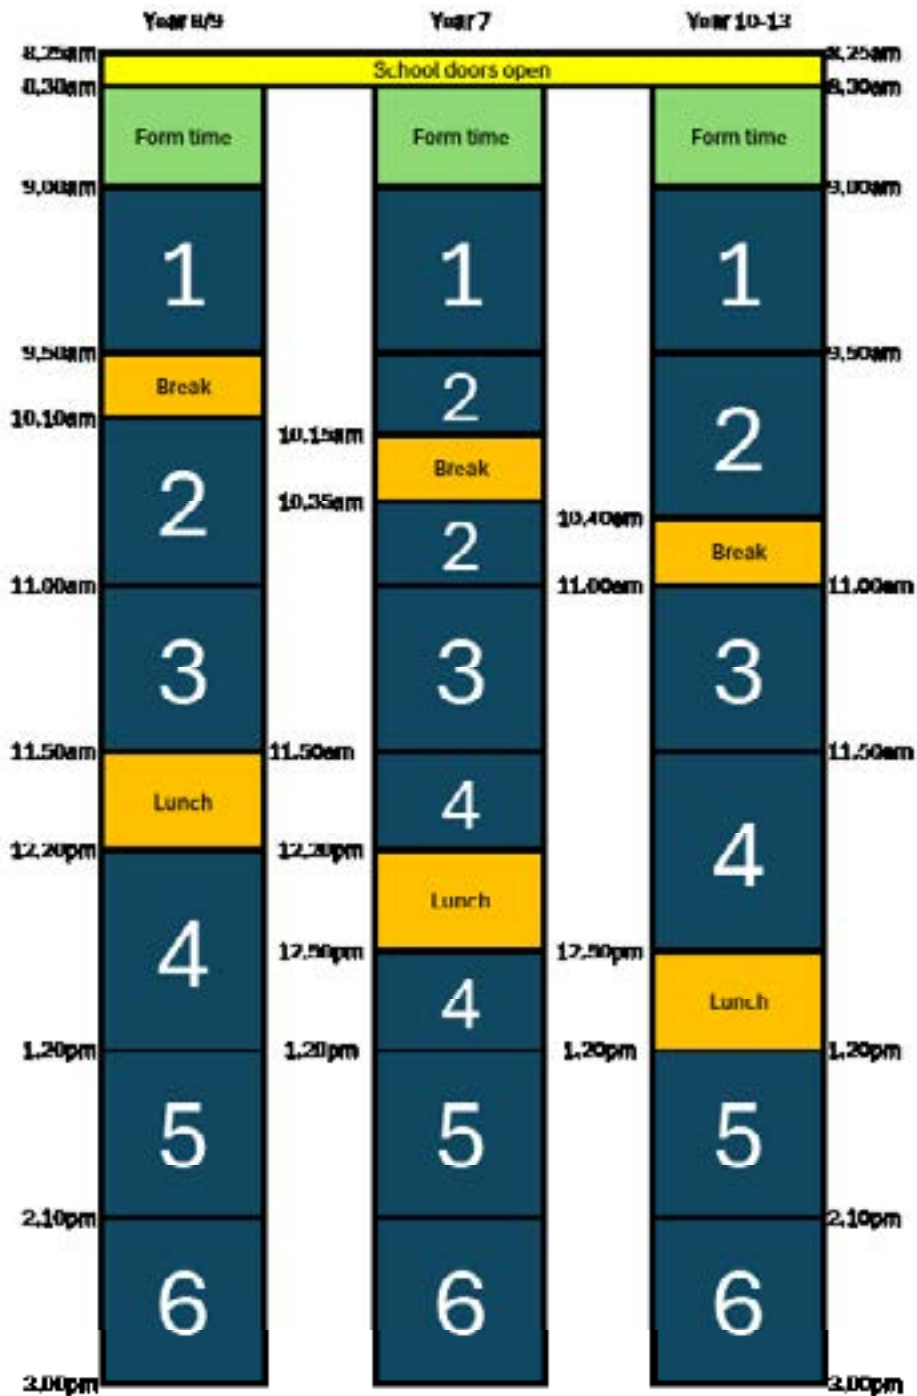 Year 8/9 Year 7 Year 10-13
8.25am 8.25am
School doors open
8.30am 8.30am
Form time Form time Form time
9.00am 9.00am
1 1 1
9.50am 9.50am
Break 2
10.10am
10.15am 2
2 Break
10.35am
10.40am
2 Break
11.00am 11.00am 11.00am
3 3 3
11.50am 11.50am 11.50am
Lunch 4
12.20pm 12.20pm
4
4 Lunch
12.50pm 12.50pm
4 Lunch
1.20pm 1.20pm 1.20pm 1.20pm
5 5 5
2.10pm 2.10pm
6 6 6
3.00pm 3.00pm